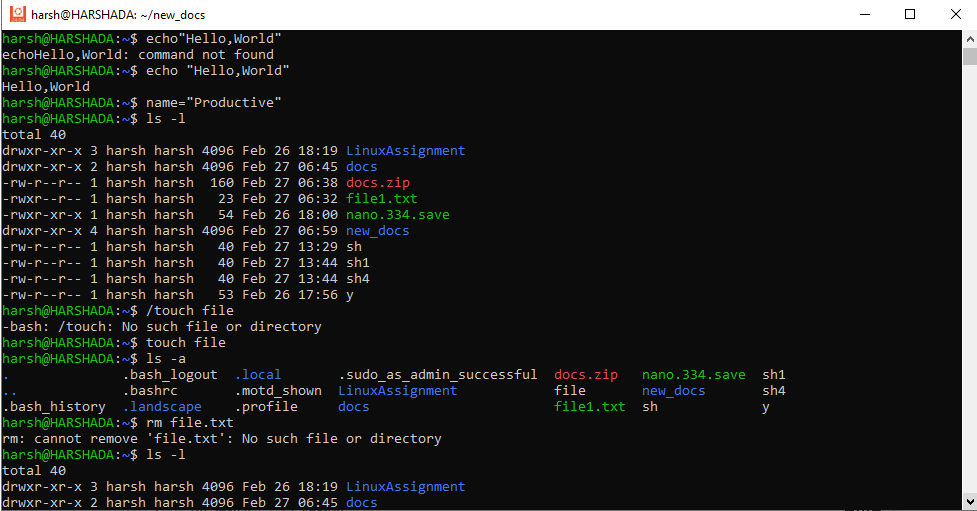 harsh@HARSHADA: ~/new_docs
harsh@HARSHADA:~$ echo"Hello,World"
echoHello,World: command not found
harsh@HARSHADA:~$ echo "Hello,World"
Hello,World
harsh@HARSHADA:~$ name="Productive"
harsh@HARSHADA:~$ ls -l
total 40
drwxr-xr-x 3 harsh harsh 4096 Feb 26 18:19 LinuxAssignment
drwxr-xr-x 2 harsh harsh 4096 Feb 27 06:45 docs
-rw-r--r-- 1 harsh harsh  160 Feb 27 06:38 docs.zip
-rwxr--r-- 1 harsh harsh   23 Feb 27 06:32 file1.txt
-rwxr-xr-x 1 harsh harsh   54 Feb 26 18:00 nano.334.save
drwxr-xr-x 4 harsh harsh 4096 Feb 27 06:59 new_docs
-rw-r--r-- 1 harsh harsh   40 Feb 27 13:29 sh
-rw-r--r-- 1 harsh harsh   40 Feb 27 13:44 sh1
-rw-r--r-- 1 harsh harsh   40 Feb 27 13:44 sh4
-rw-r--r-- 1 harsh harsh   53 Feb 26 17:56 y
harsh@HARSHADA:~$ /touch file
-bash: /touch: No such file or directory
harsh@HARSHADA:~$ touch file
harsh@HARSHADA:~$ ls -a
.              .bash_logout  .local       .sudo_as_admin_successful  docs.zip   nano.334.save  sh1
..             .bashrc       .motd_shown  LinuxAssignment            file       new_docs       sh4
.bash_history  .landscape    .profile     docs                       file1.txt  sh             y
harsh@HARSHADA:~$ rm file.txt
rm: cannot remove 'file.txt': No such file or directory
harsh@HARSHADA:~$ ls -l
total 40
drwxr-xr-x 3 harsh harsh 4096 Feb 26 18:19 LinuxAssignment
drwxr-xr-x 2 harsh harsh 4096 Feb 27 06:45 docs